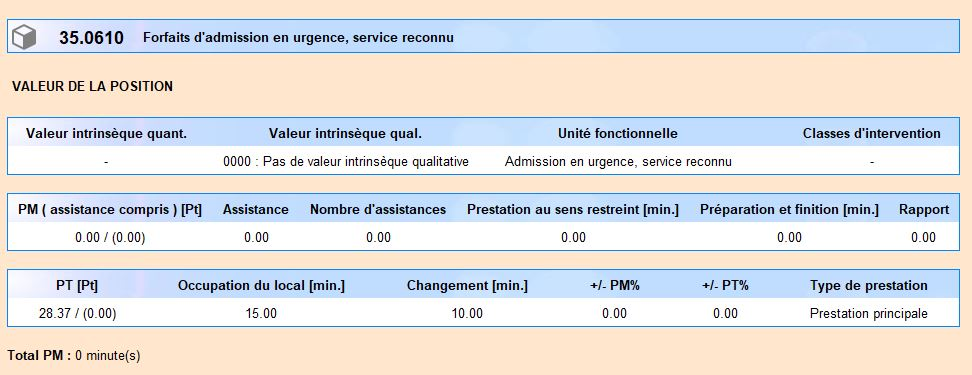 35.0610 Forfaits d'admission en urgence, service reconnu
VALEUR DE LA POSITION
Valeur intrinsèque quant. Valeur intrinsèque qual. Unité fonctionnelle Classes d'intervention
- 0000 : Pas de valeur intrinsèque qualitative Admission en urgence, service reconnu -
PM ( assistance compris ) [Pt] Assistance Nombre d'assistances Prestation au sens restreint [min.] Préparation et finition [min.] Rapport
0.00 / (0.00) 0.00 0.00 0.00 0.00 0.00
PT [Pt] Occupation du local [min.] Changement [min.] +/- PM% +/- PT% Type de prestation
28.37 / (0.00) 15.00 10.00 0.00 0.00 Prestation principale
Total PM : 0 minute(s)